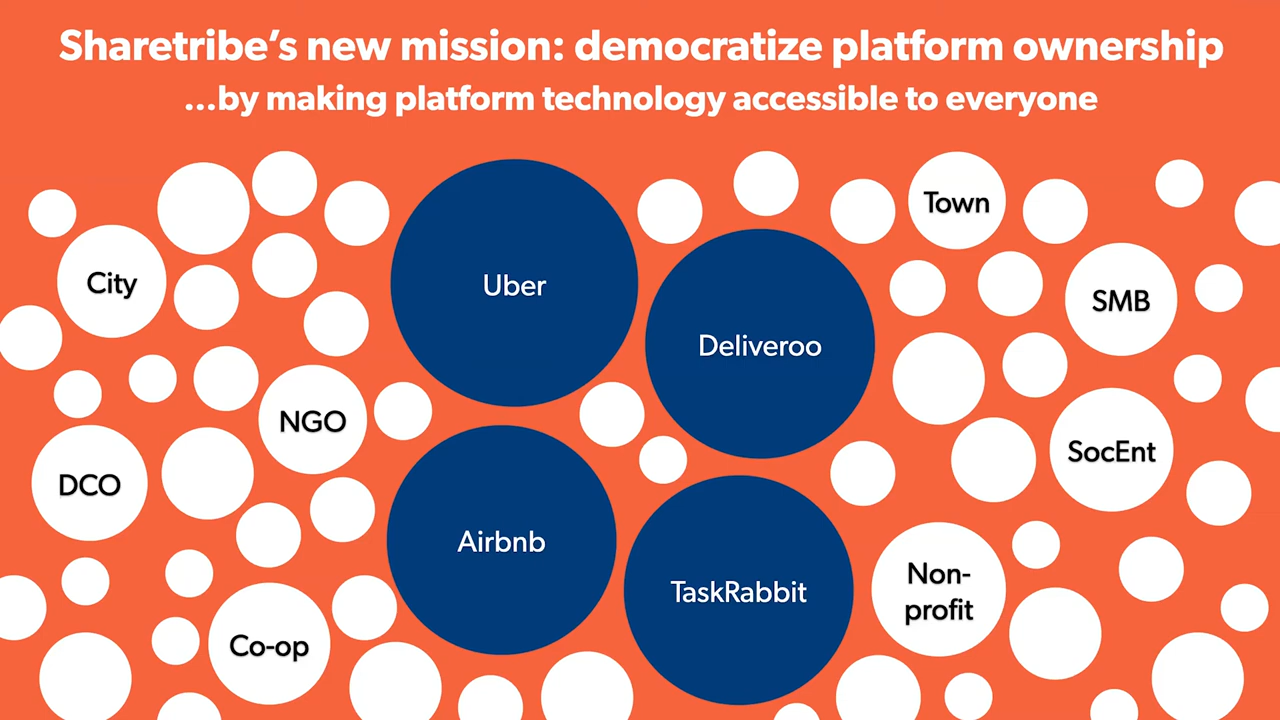 Sharetribe’s new mission: democratize platform ownership
...by making platform technology accessible to everyone
Town
City
Uber
SMB
Deliveroo
NGO
SocEnt
DCO
Airbnb
TaskRabbit
Non-
profit
Co-op